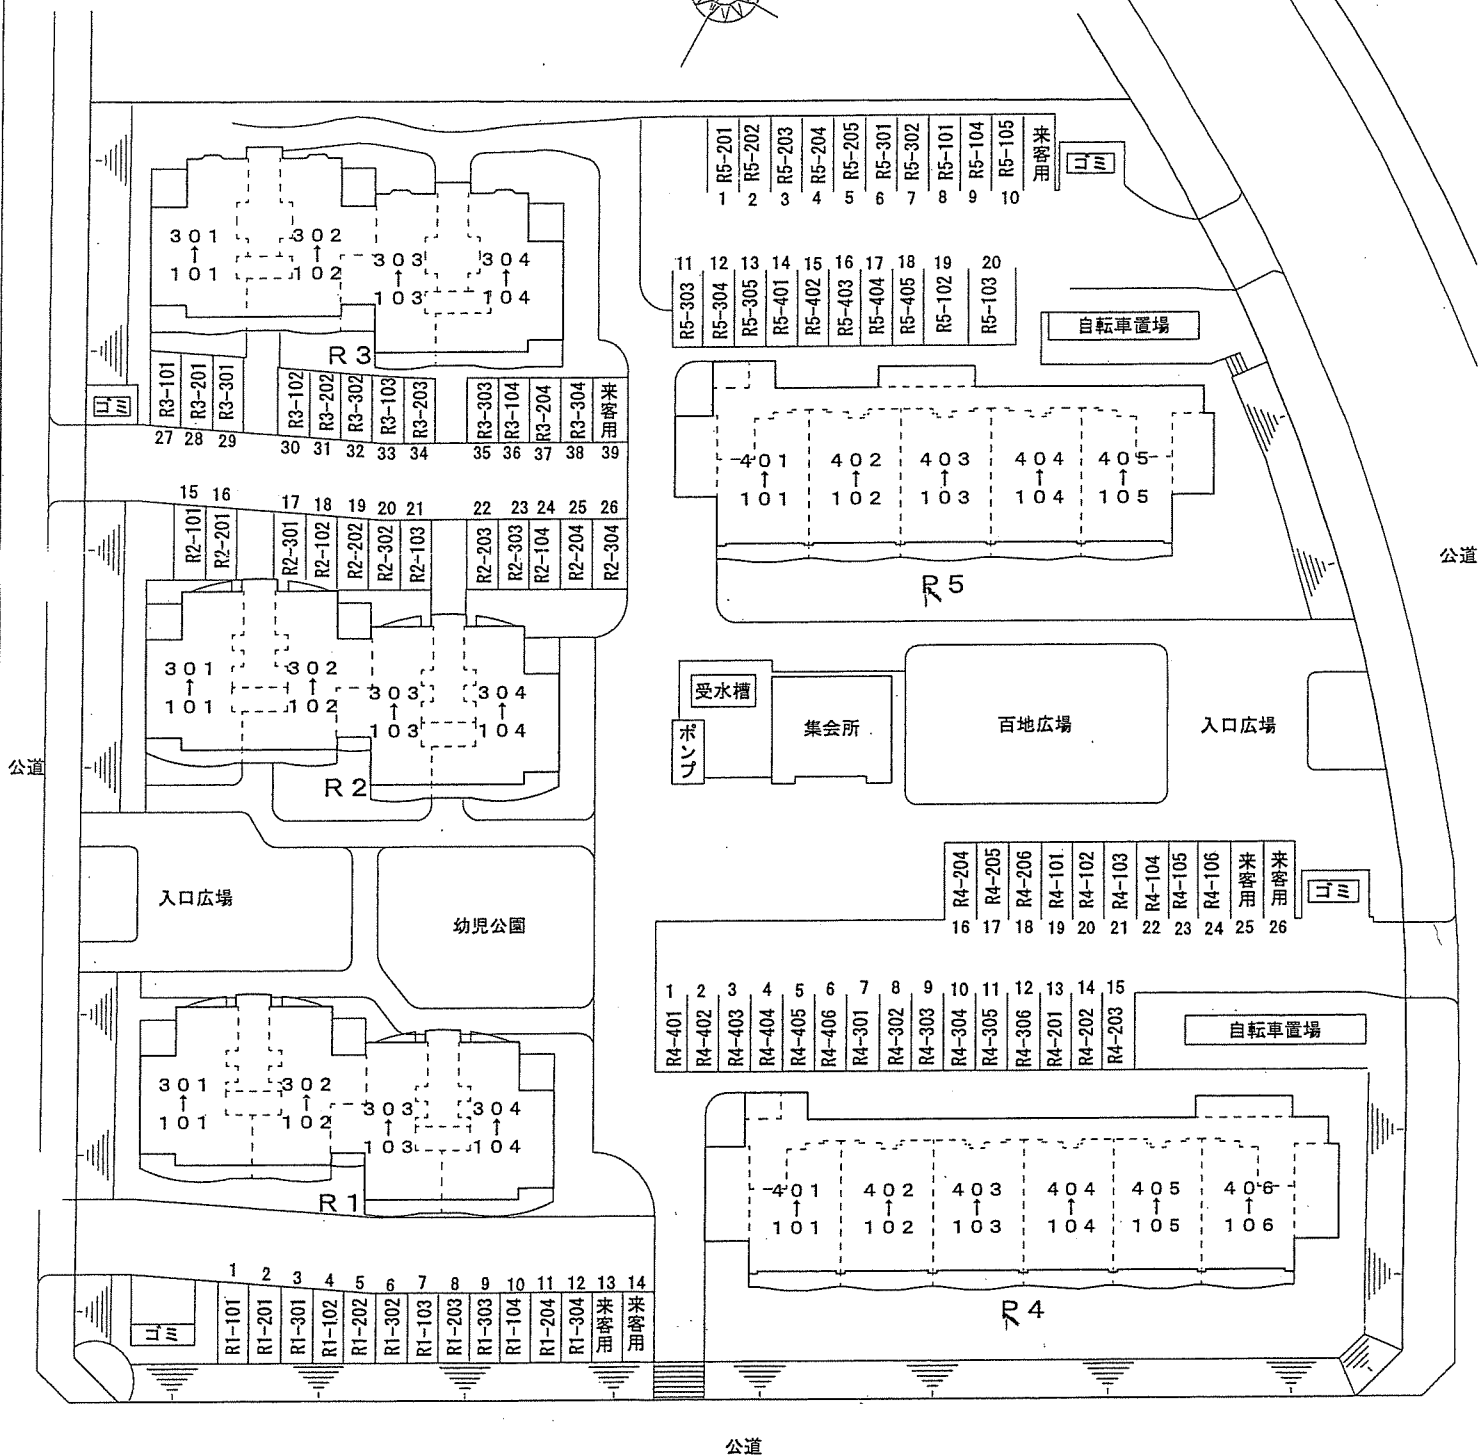 R5-201 R5-202 R5-203 R5-204 R5-205 R5-301 R5-302 R5-101 R5-104 R5-105 来客用
ゴミ
1 2 3 4 5 6 7 8 9 10
11 12 13 14 15 16 17 18 19 20
R5-303 R5-304 R5-305 R5-401 R5-402 R5-403 R5-404 R5-405 R5-102 R5-103
自転車置場
301 302 303 304
101 102 103 104
R3
ゴミ
R3-101 R3-201 R3-301 R3-102 R3-202 R3-302 R3-103 R3-203 R3-303 R3-104 R3-204 R3-304 来客用
27 28 29 30 31 32 33 34 35 36 37 38 39
401 402 403 404 405
101 102 103 104 105
R5
公道
15 16 17 18 19 20 21 22 23 24 25 26
R2-101 R2-201 R2-301 R2-102 R2-202 R2-302 R2-103 R2-203 R2-303 R2-104 R2-204 R2-304
301 302 303 304
101 102 103 104
R2
公道
受水槽
ポンプ
集会所
百地広場
入口広場
入口広場
幼児公園
R4-204 R4-205 R4-206 R4-101 R4-102 R4-103 R4-104 R4-105 R4-106 来客用 来客用
ゴミ
16 17 18 19 20 21 22 23 24 25 26
1 2 3 4 5 6 7 8 9 10 11 12 13 14 15
R4-401 R4-402 R4-403 R4-404 R4-405 R4-406 R4-301 R4-302 R4-303 R4-304 R4-305 R4-306 R4-201 R4-202 R4-203
自転車置場
301 302 303 304
101 102 103 104
R1
401 402 403 404 405 406
101 102 103 104 105 106
R4
1 2 3 4 5 6 7 8 9 10 11 12 13 14
R1-101 R1-201 R1-301 R1-102 R1-202 R1-302 R1-103 R1-203 R1-303 R1-104 R1-204 R1-304 来客用 来客用
ゴミ
公道